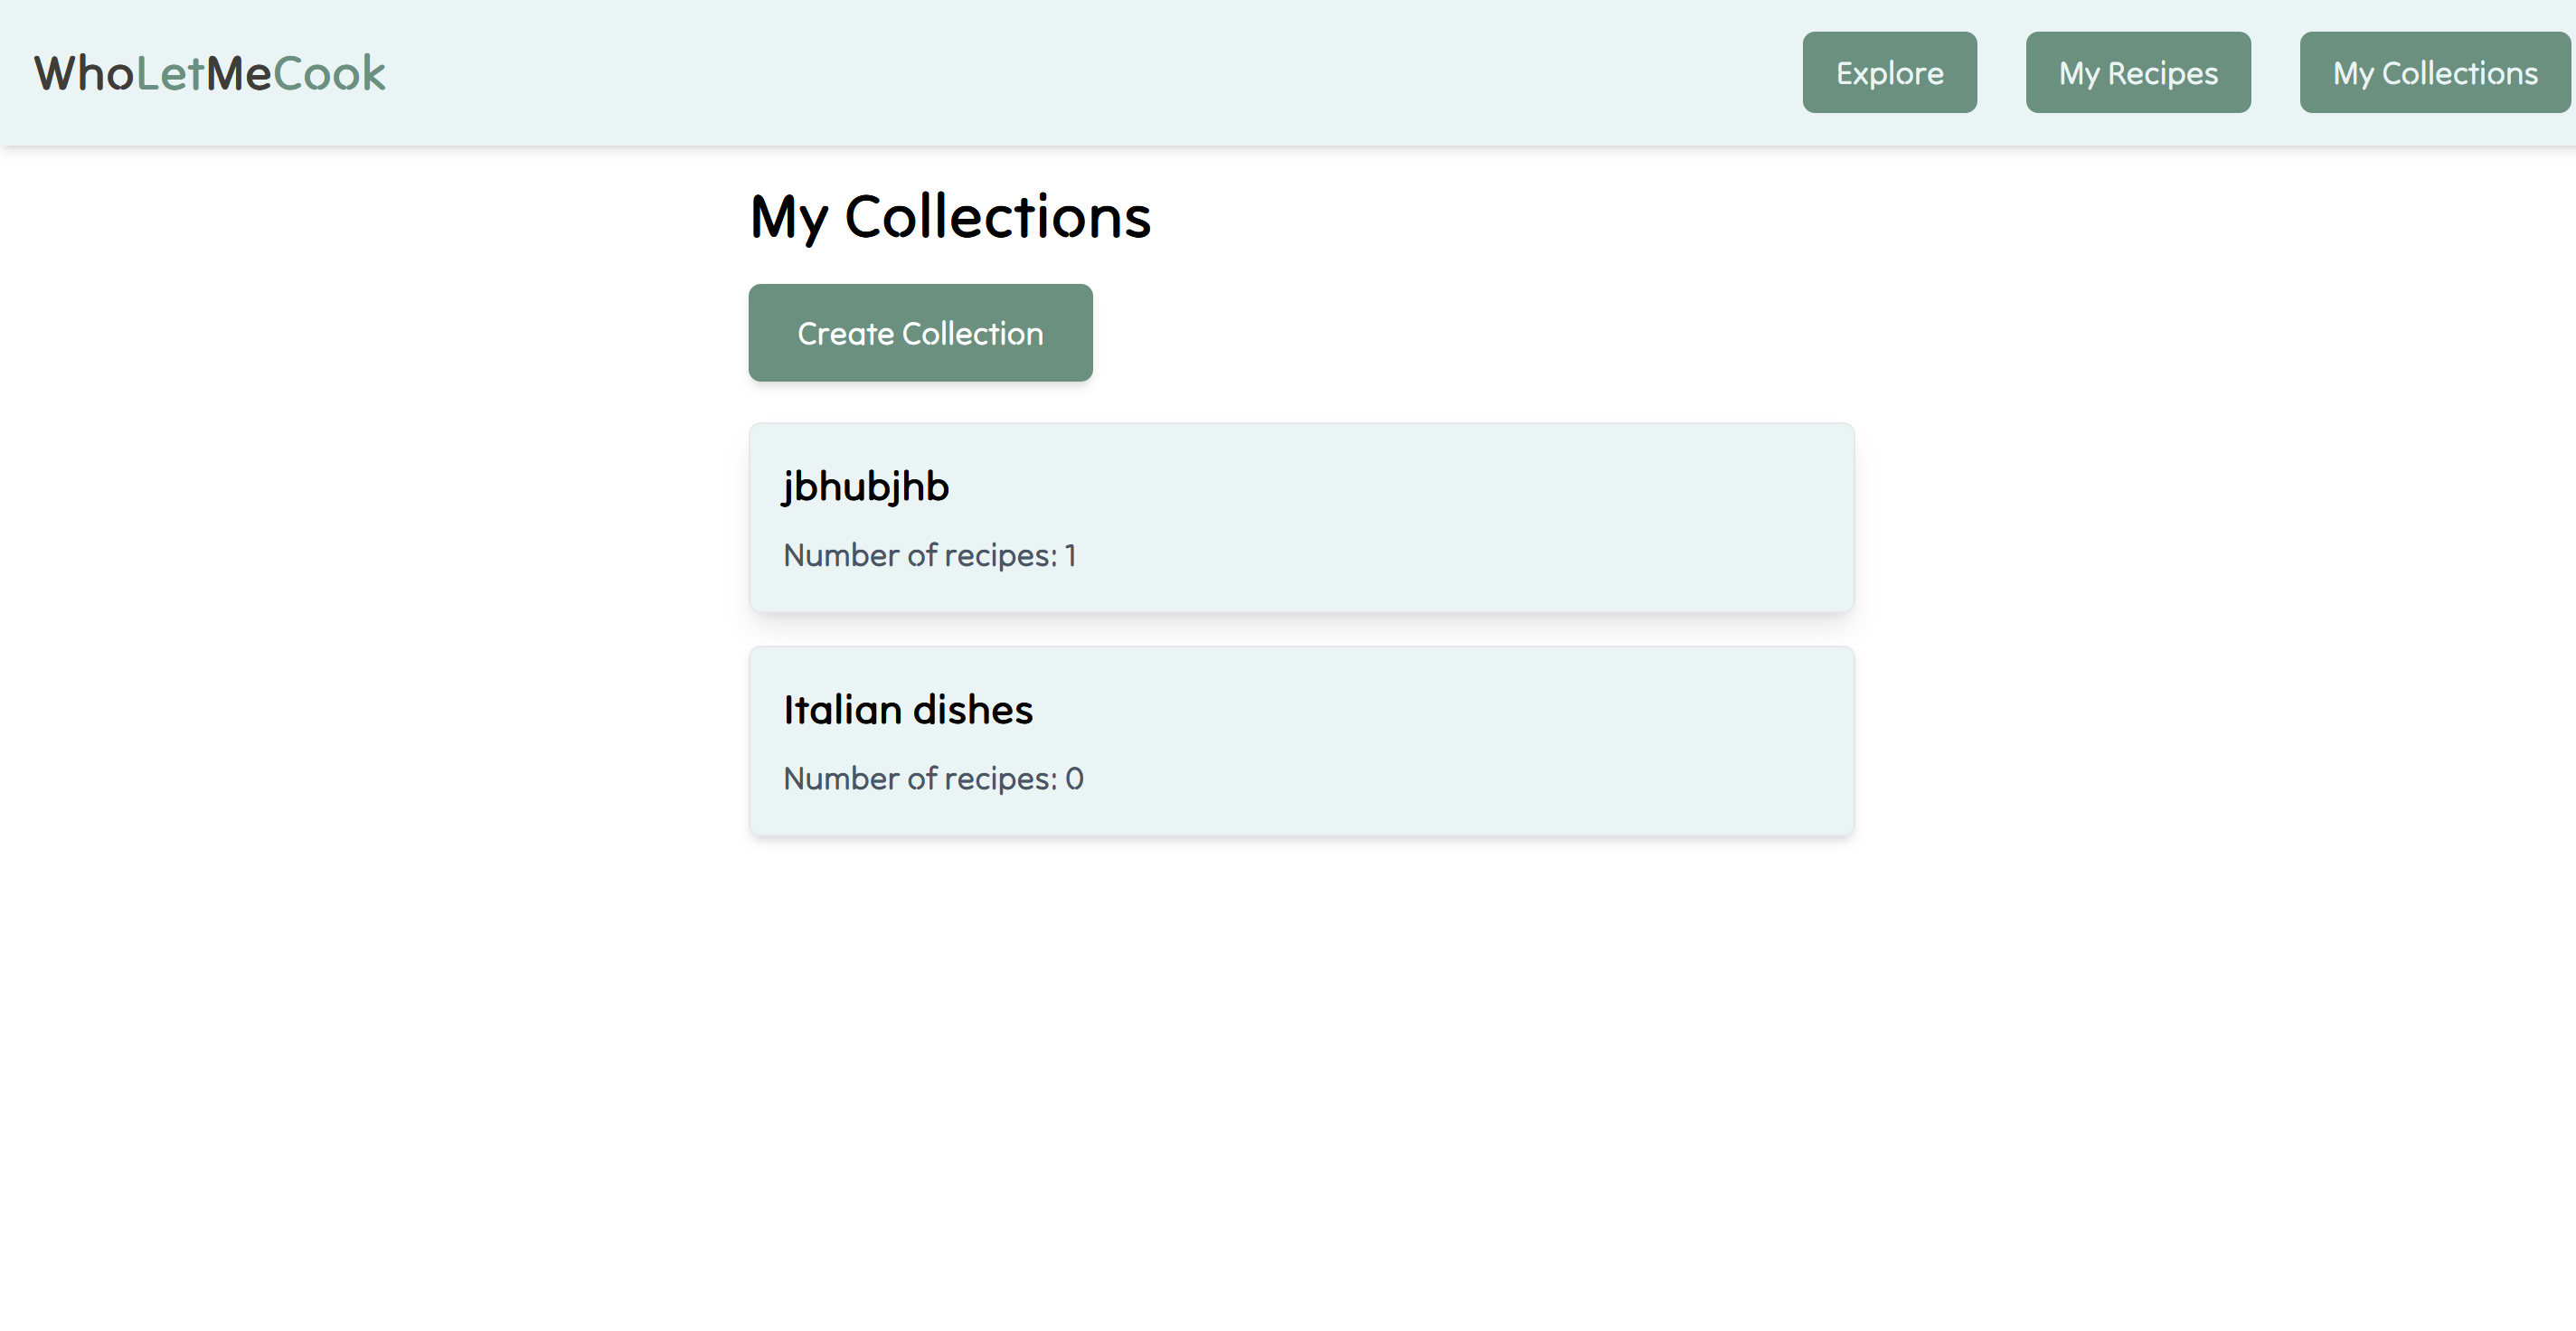 WhoLetMeCook Explore My Recipes My Collections
My Collections
Create Collection
jbhubjhb
Number of recipes: 1
Italian dishes
Number of recipes: 0